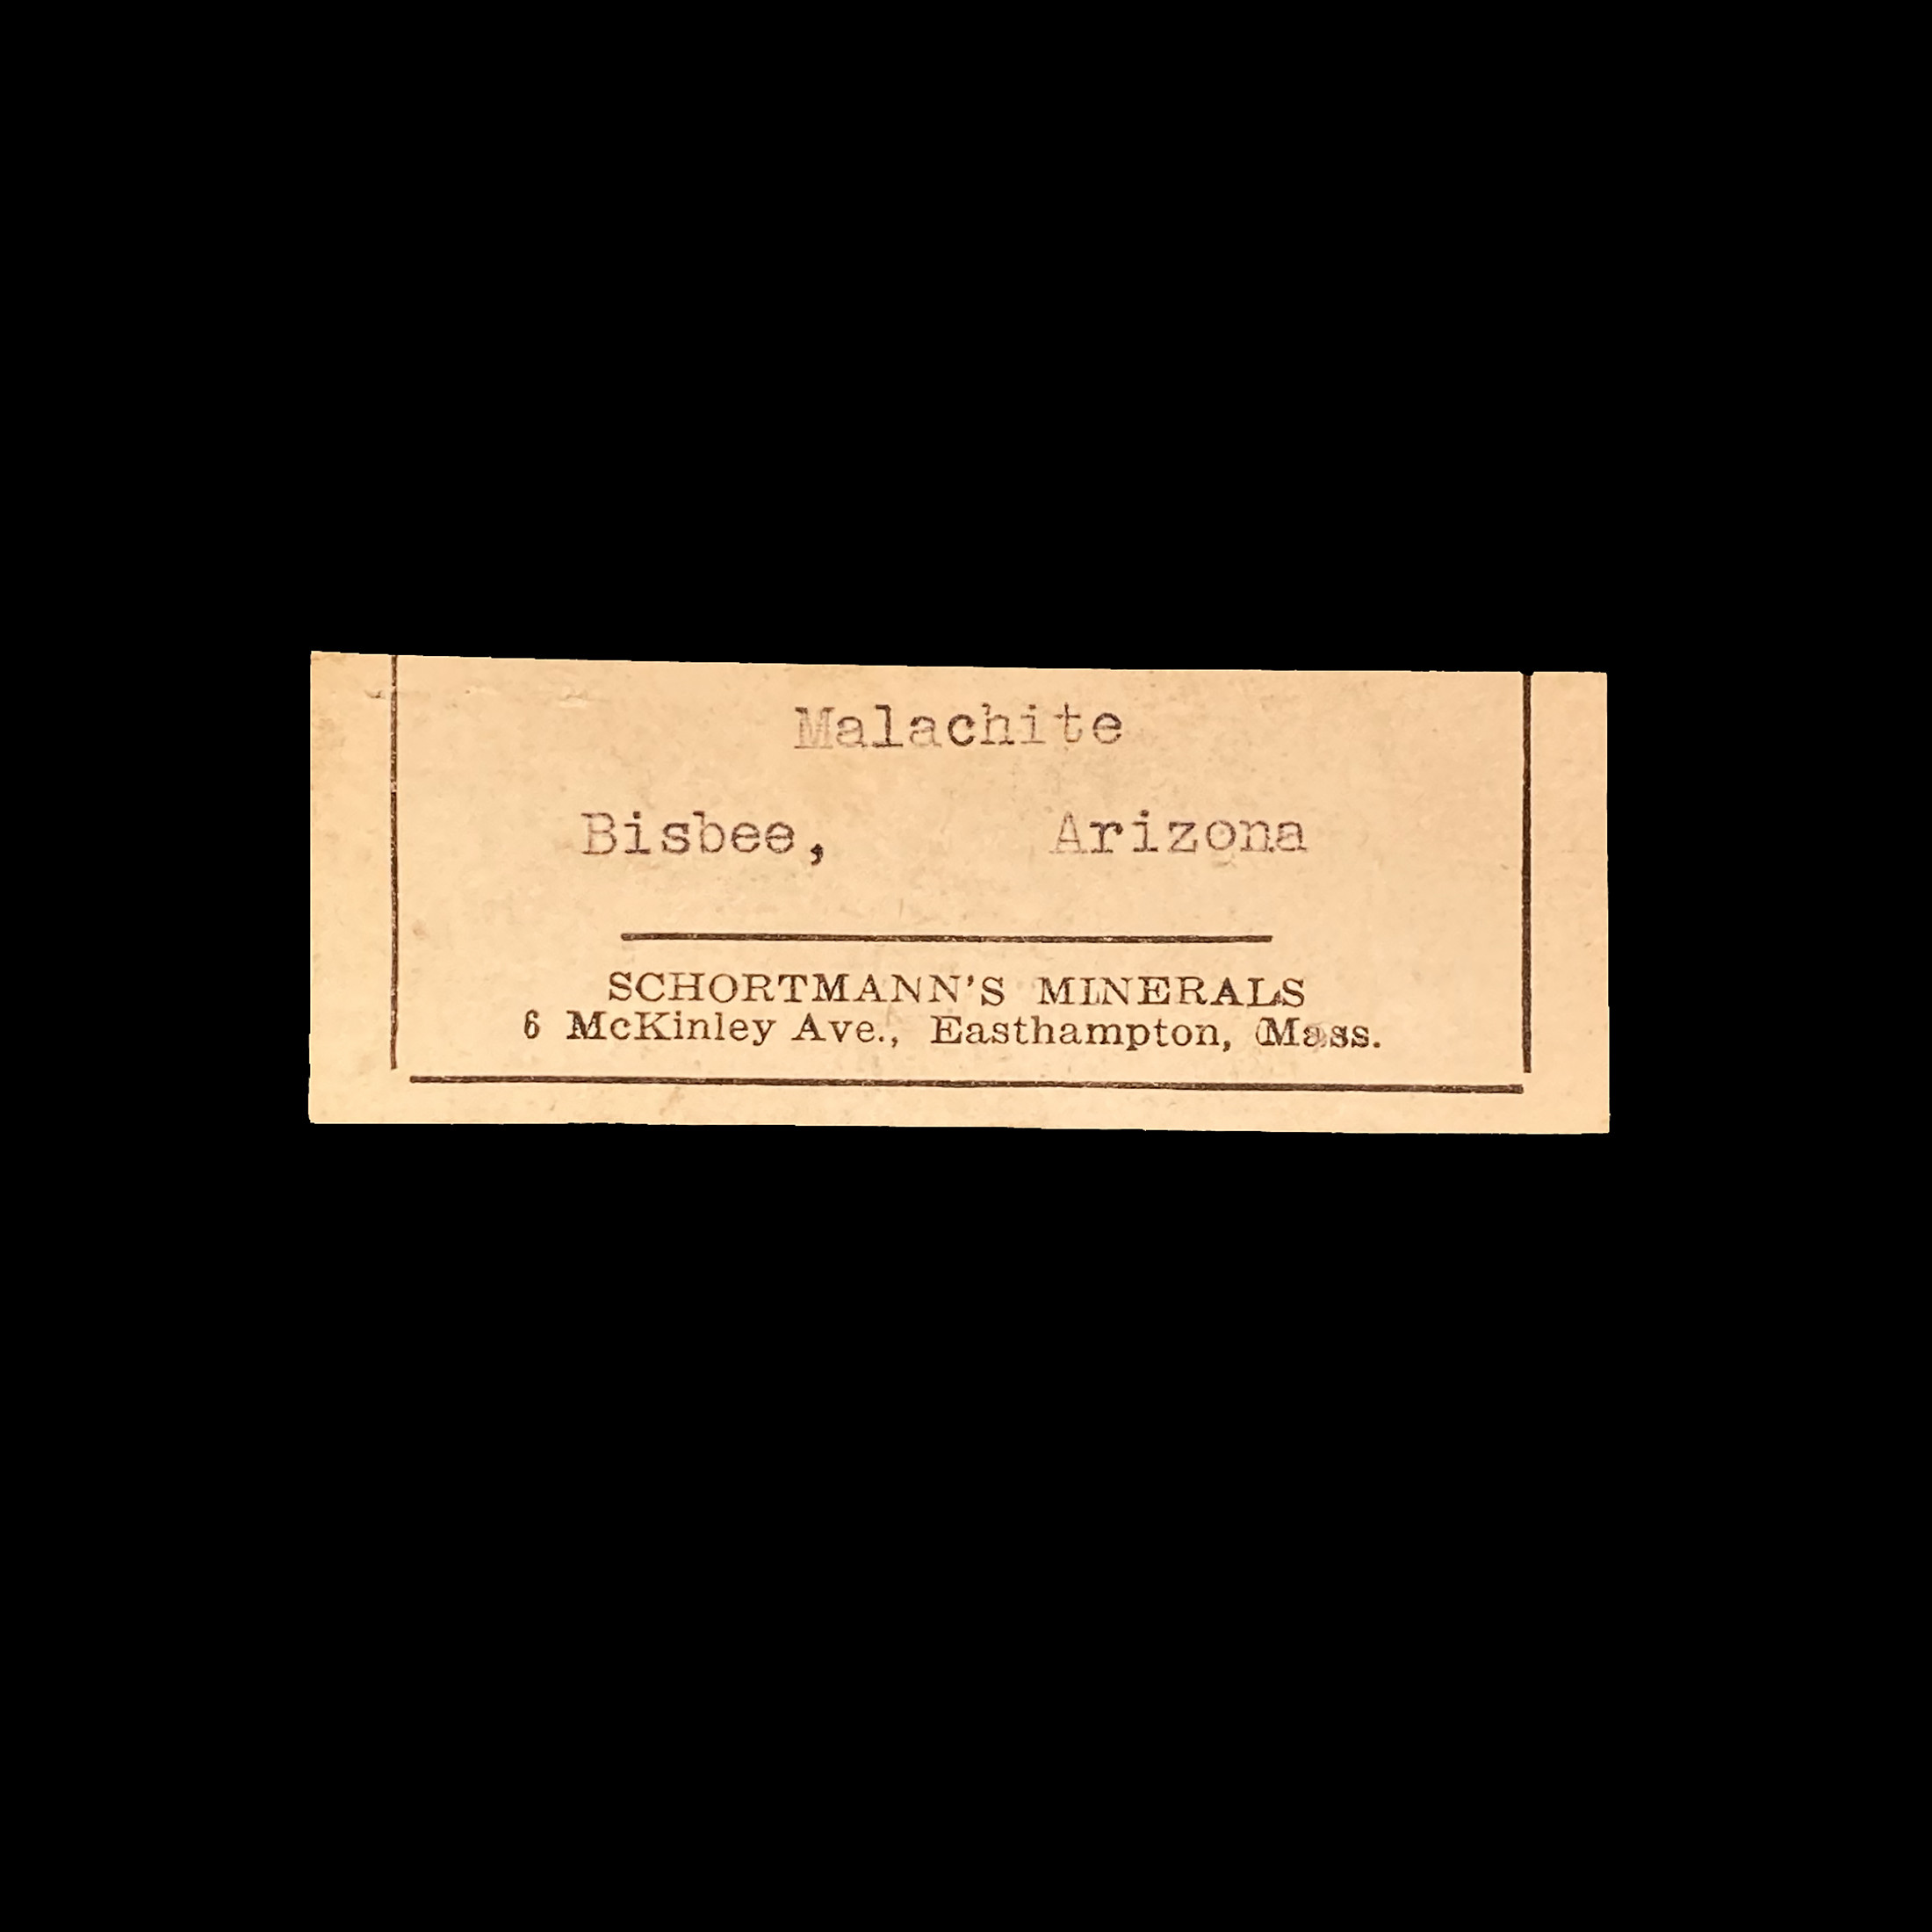 Malachite
Bisbee, Arizona
SCHORTMANN'S MINERALS
6 McKinley Ave., Easthampton, Mass.